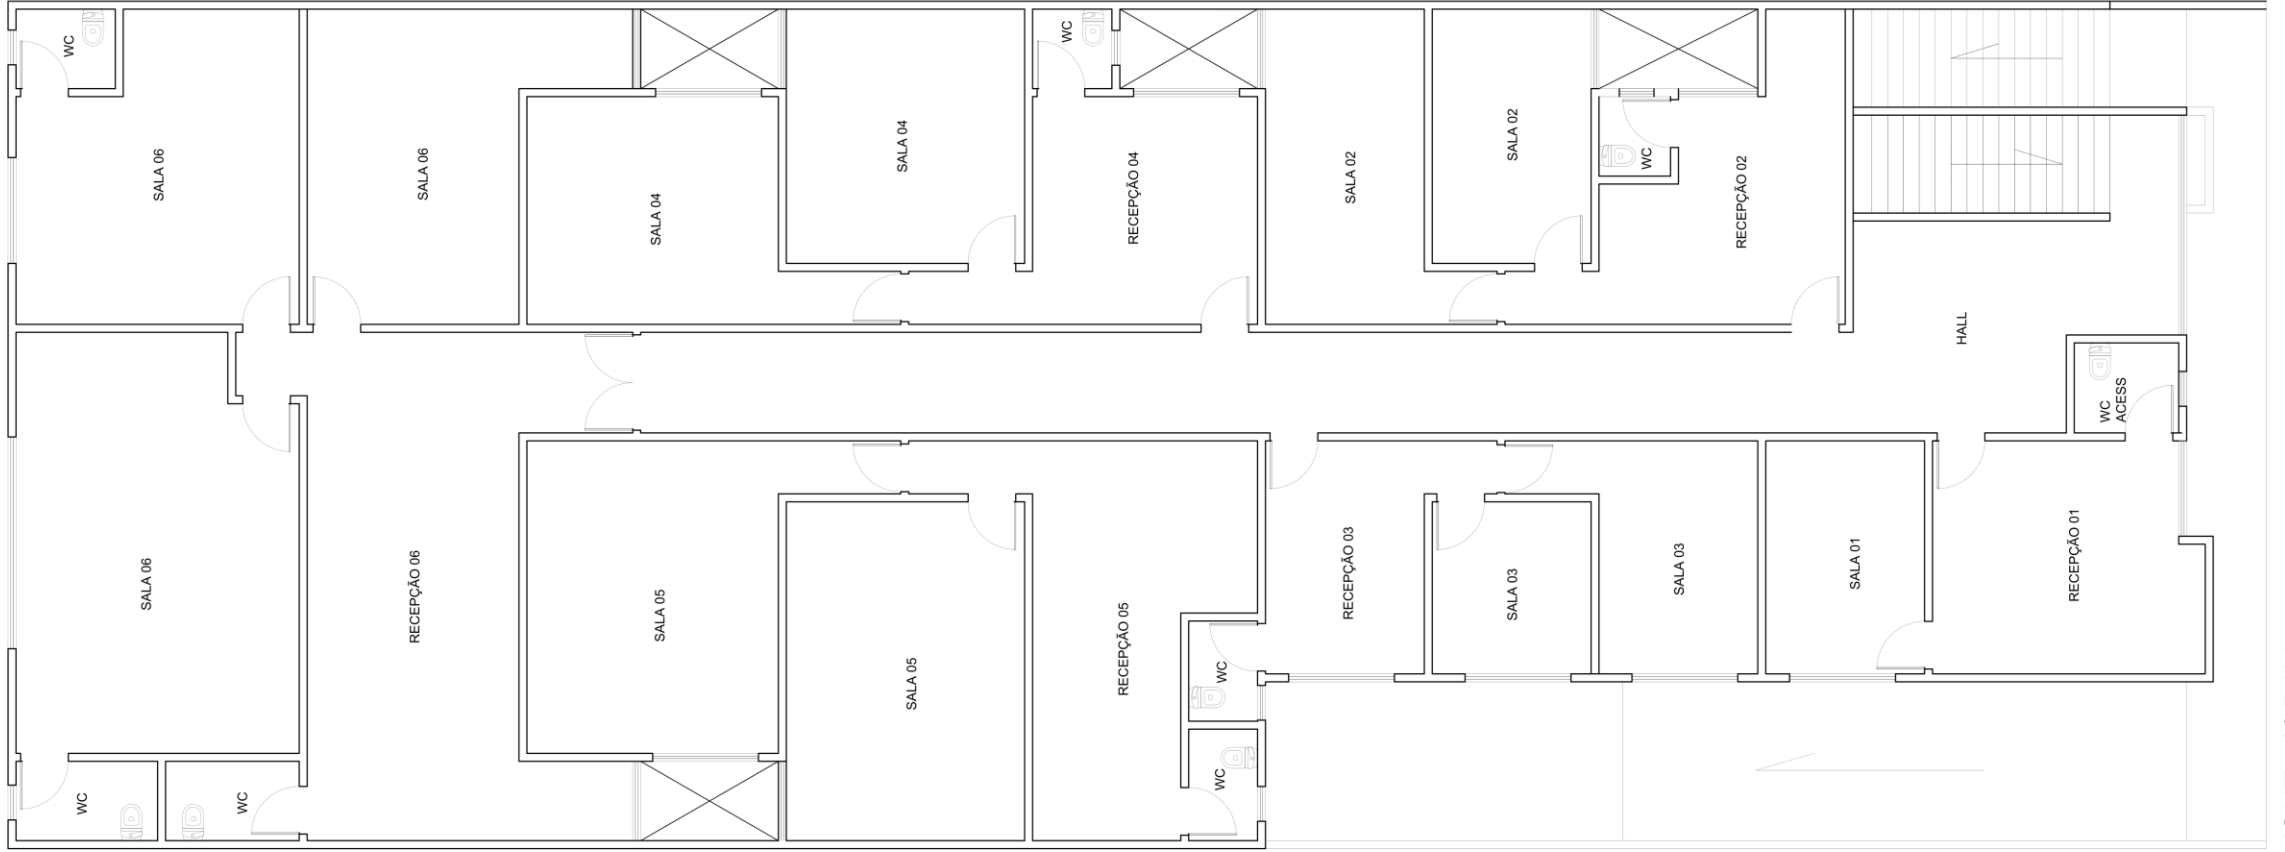 WC
SALA 06
SALA 06
SALA 04
SALA 04
WC
RECEPÇÃO 04
SALA 02
SALA 02
WC
RECEPÇÃO 02
HALL
WC
ACESS
SALA 06
RECEPÇÃO 06
SALA 05
SALA 05
RECEPÇÃO 05
WC
WC
RECEPÇÃO 03
SALA 03
SALA 03
SALA 01
RECEPÇÃO 01
WC
WC